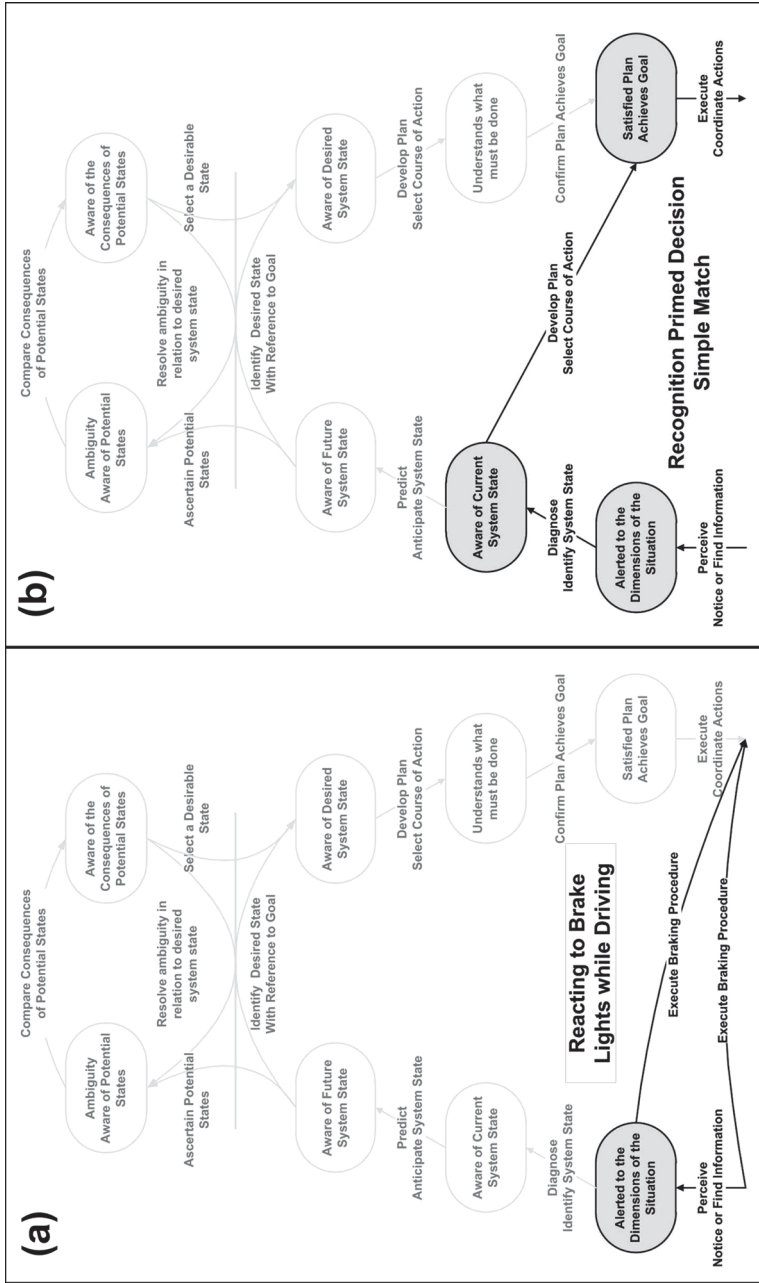 (a)
Compare Consequences
of Potential States
Ambiguity
Aware of Potential
States
Aware of the
Consequences of
Potential States
Ascertain Potential
States
Resolve ambiguity in
relation to desired
system state
Select a Desirable
State
Identify Desired State
With Reference to Goal
Aware of Future
System State
Aware of Desired
System State
Predict
Anticipate System State
Develop Plan
Select Course of Action
Aware of Current
System State
Understands what
must be done
Diagnose
Identify System State
Reacting to Brake
Lights while Driving
Confirm Plan Achieves Goal
Alerted to the
Dimensions of the
Situation
Satisfied Plan
Achieves Goal
Execute Braking Procedure
Perceive
Notice or Find Information
Execute Braking Procedure
Execute
Coordinate Actions
(b)
Compare Consequences
of Potential States
Ambiguity
Aware of Potential
States
Aware of the
Consequences of
Potential States
Ascertain Potential
States
Resolve ambiguity in
relation to desired
system state
Select a Desirable
State
Identify Desired State
With Reference to Goal
Aware of Future
System State
Aware of Desired
System State
Predict
Anticipate System State
Develop Plan
Select Course of Action
Aware of Current
System State
Understands what
must be done
Diagnose
Identify System State
Develop Plan
Select Course of Action
Confirm Plan Achieves Goal
Alerted to the
Dimensions of the
Situation
Satisfied Plan
Achieves Goal
Recognition Primed Decision
Simple Match
Perceive
Notice or Find Information
Execute
Coordinate Actions